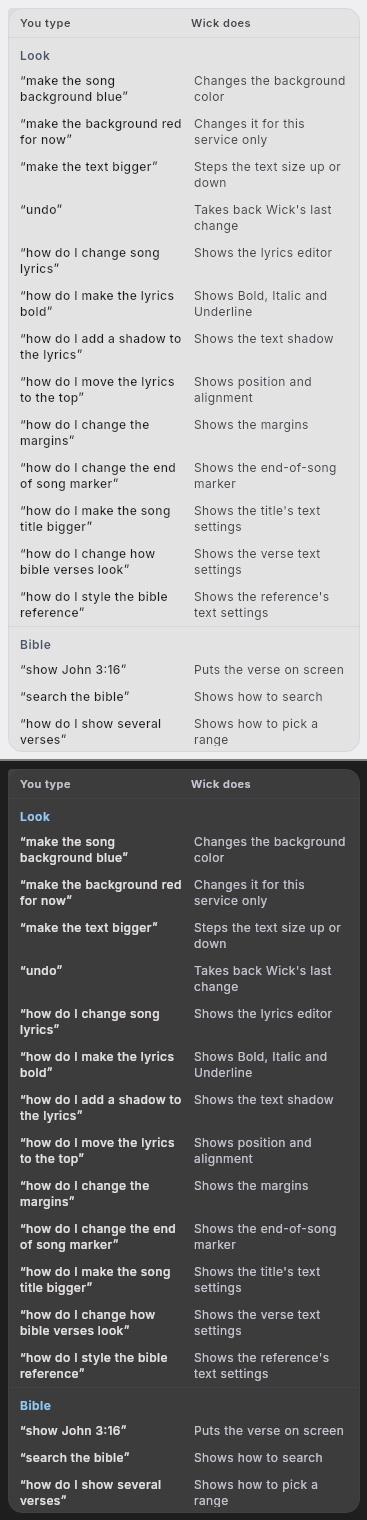 You type Wick does
Look
“make the song Changes the background
background blue” color
“make the background red Changes it for this
for now” service only
“make the text bigger” Steps the text size up or
down
“undo” Takes back Wick's last
change
“how do I change song Shows the lyrics editor
lyrics”
“how do I make the lyrics Shows Bold, Italic and
bold” Underline
“how do I add a shadow to Shows the text shadow
the lyrics”
“how do I move the lyrics Shows position and
to the top” alignment
“how do I change the Shows the margins
margins”
“how do I change the end Shows the end-of-song
of song marker” marker
“how do I make the song Shows the title's text
title bigger” settings
“how do I change how Shows the verse text
bible verses look” settings
“how do I style the bible Shows the reference's
reference” text settings
Bible
“show John 3:16” Puts the verse on screen
“search the bible” Shows how to search
“how do I show several Shows how to pick a
verses” range
You type Wick does
Look
“make the song Changes the background
background blue” color
“make the background red Changes it for this
for now” service only
“make the text bigger” Steps the text size up or
down
“undo” Takes back Wick's last
change
“how do I change song Shows the lyrics editor
lyrics”
“how do I make the lyrics Shows Bold, Italic and
bold” Underline
“how do I add a shadow to Shows the text shadow
the lyrics”
“how do I move the lyrics Shows position and
to the top” alignment
“how do I change the Shows the margins
margins”
“how do I change the end Shows the end-of-song
of song marker” marker
“how do I make the song Shows the title's text
title bigger” settings
“how do I change how Shows the verse text
bible verses look” settings
“how do I style the bible Shows the reference's
reference” text settings
Bible
“show John 3:16” Puts the verse on screen
“search the bible” Shows how to search
“how do I show several Shows how to pick a
verses” range